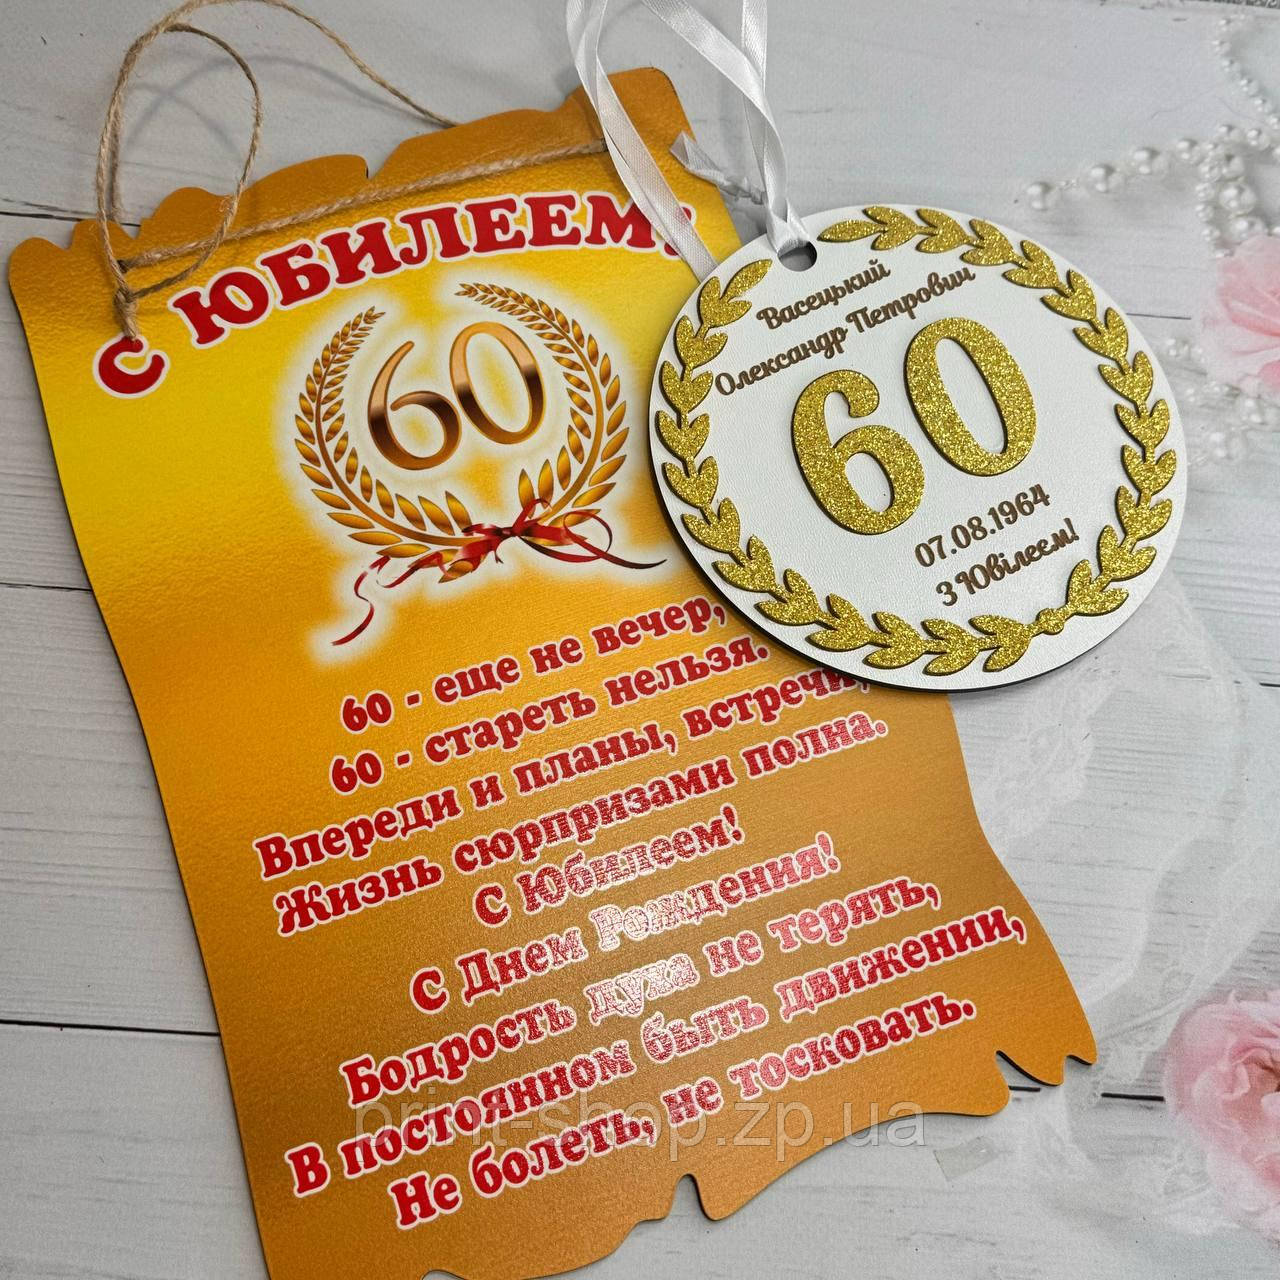 С ЮБИЛЕЕМ!
60
60 - еще не вечер,
60 - стареть нельзя.
Впереди и планы, встречи,
Жизнь сюрпризами полна.
С Юбилеем!
С Днем Рождения!
Бодрость духа не терять,
В постоянном быть движении,
Не болеть, не тосковать.
Васецький
Олександр Петрович
60
07.08.1964
З Ювілеєм!
print-shop.zp.ua